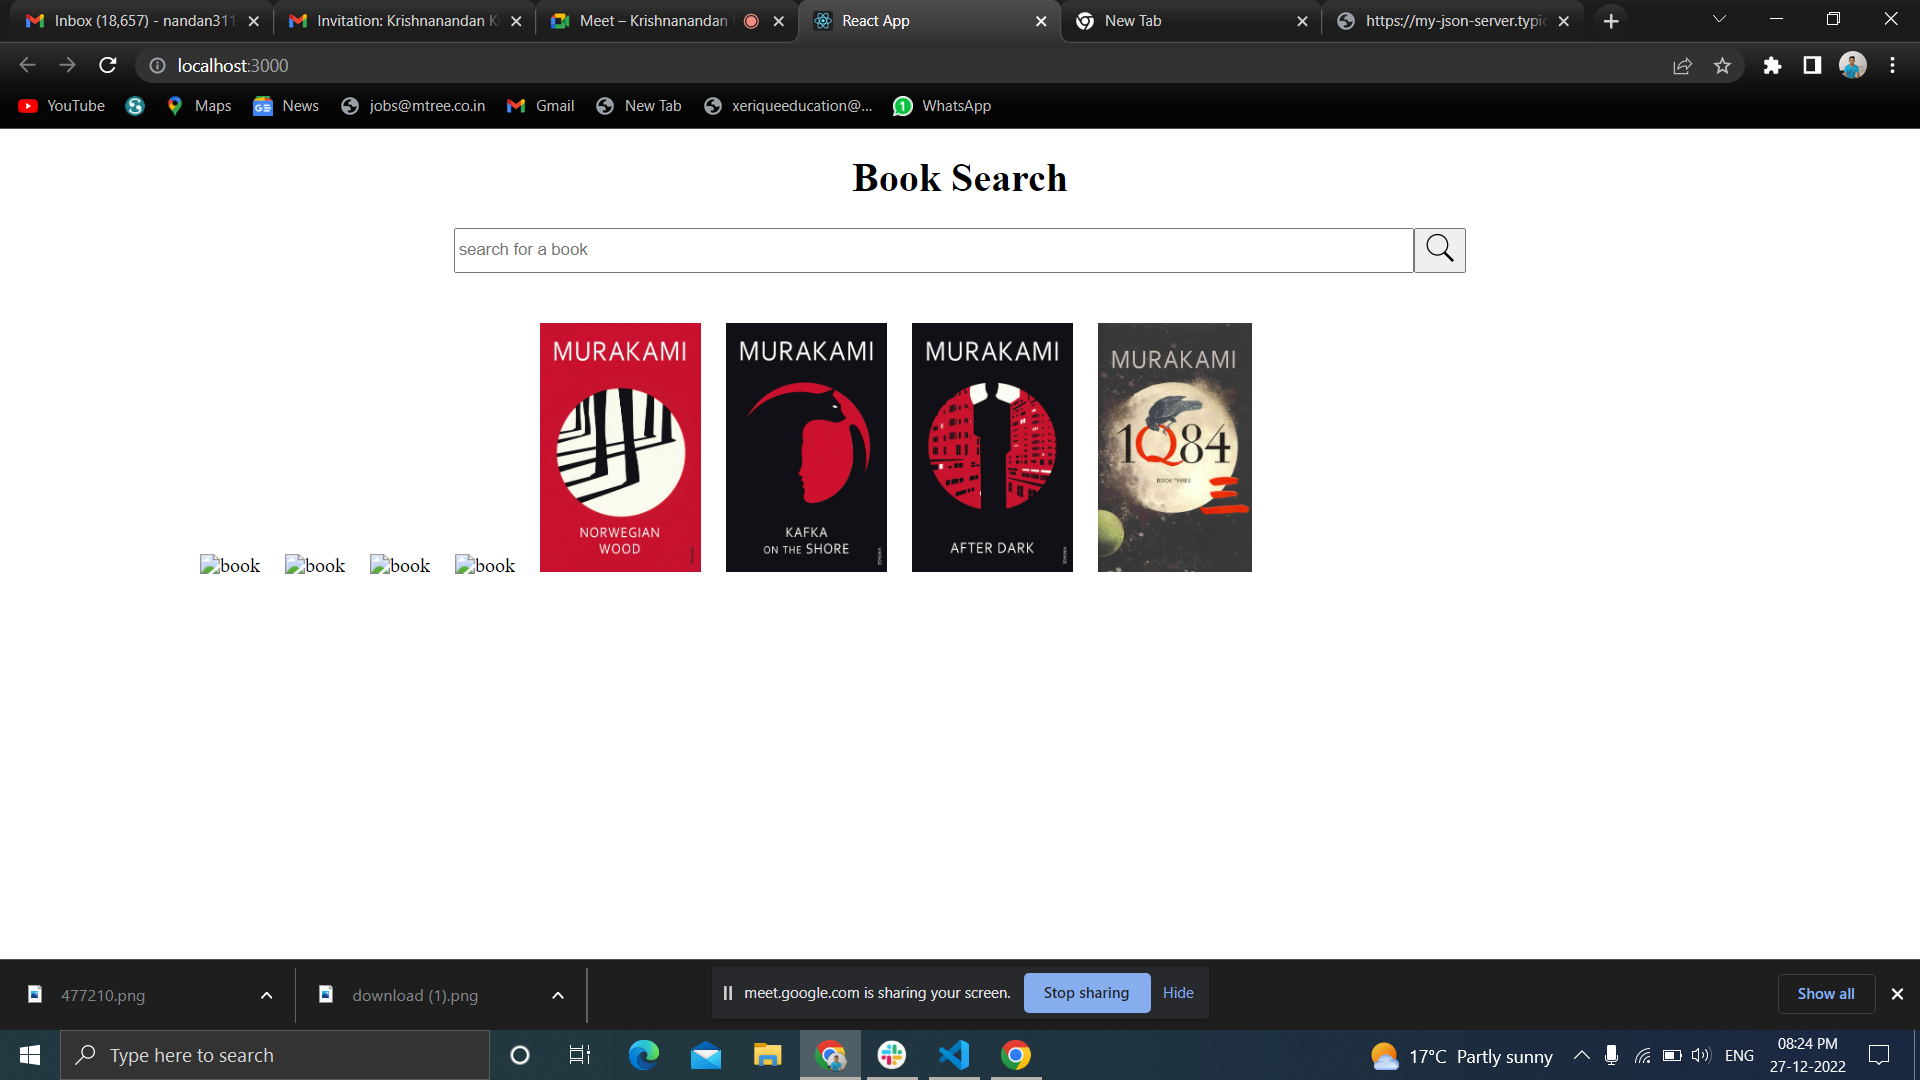 Inbox (18,657) - nandan311
Invitation: Krishnanandan K
Meet – Krishnanandan
React App
New Tab
https://my-json-server.typic
localhost:3000
YouTube
Maps
News
jobs@mtree.co.in
Gmail
New Tab
xeriqueeducation@...
1
WhatsApp
Book Search
search for a book
MURAKAMI
NORWEGIAN
WOOD
MURAKAMI
KAFKA
ON THE SHORE
MURAKAMI
AFTER DARK
MURAKAMI
1Q84
BOOK THREE
book
book
book
book
477210.png
download (1).png
meet.google.com is sharing your screen.
Stop sharing
Hide
Show all
Type here to search
17°C Partly sunny
ENG
08:24 PM
27-12-2022